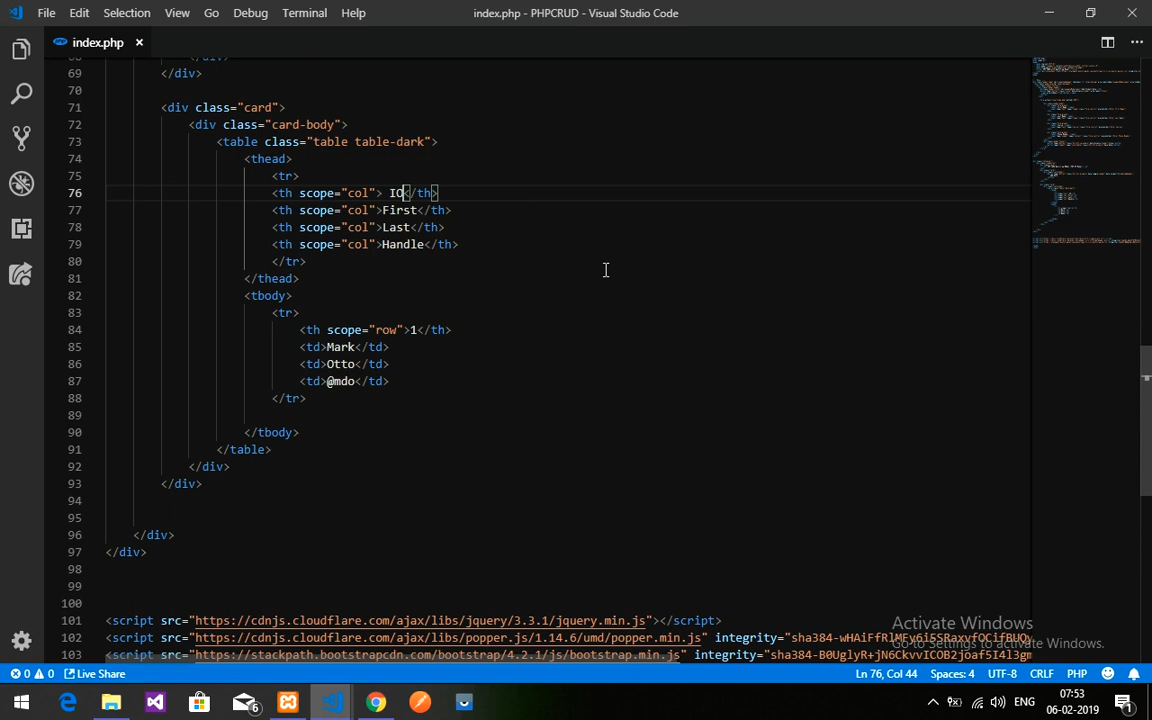 File Edit Selection View Go Debug Terminal Help
index.php - PHPCRUD - Visual Studio Code
index.php
69 </div>
70
71 <div class="card">
72 <div class="card-body">
73 <table class="table table-dark">
74 <thead>
75 <tr>
76 <th scope="col"> ID</th>
77 <th scope="col">First</th>
78 <th scope="col">Last</th>
79 <th scope="col">Handle</th>
80 </tr>
81 </thead>
82 <tbody>
83 <tr>
84 <th scope="row">1</th>
85 <td>Mark</td>
86 <td>Otto</td>
87 <td>@mdo</td>
88 </tr>
89
90 </tbody>
91 </table>
92 </div>
93 </div>
94
95
96 </div>
97 </div>
98
99
100
101 <script src="https://cdnjs.cloudflare.com/ajax/libs/jquery/3.3.1/jquery.min.js"></script>
102 <script src="https://cdnjs.cloudflare.com/ajax/libs/popper.js/1.14.6/umd/popper.min.js" integrity=
103 <script src="https://stackpath.bootstrapcdn.com/bootstrap/4.2.1/js/bootstrap.min.js" integrity=
Activate Windows
Go to Settings to activate Windows.
0 0 Live Share
Ln 76, Col 44 Spaces: 4 UTF-8 CRLF PHP
6
ENG
07:53
06-02-2019
1